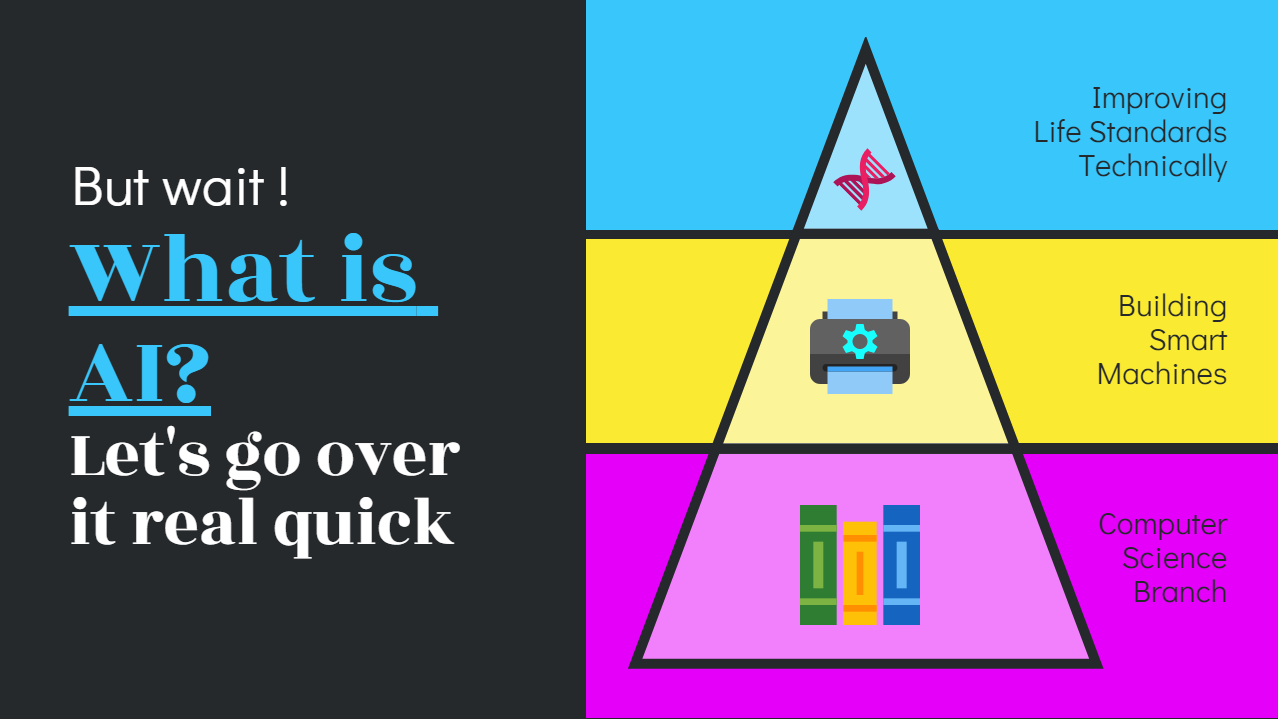 But wait !
What is
AI?
Let's go over
it real quick
Improving
Life Standards
Technically
Building
Smart
Machines
Computer
Science
Branch